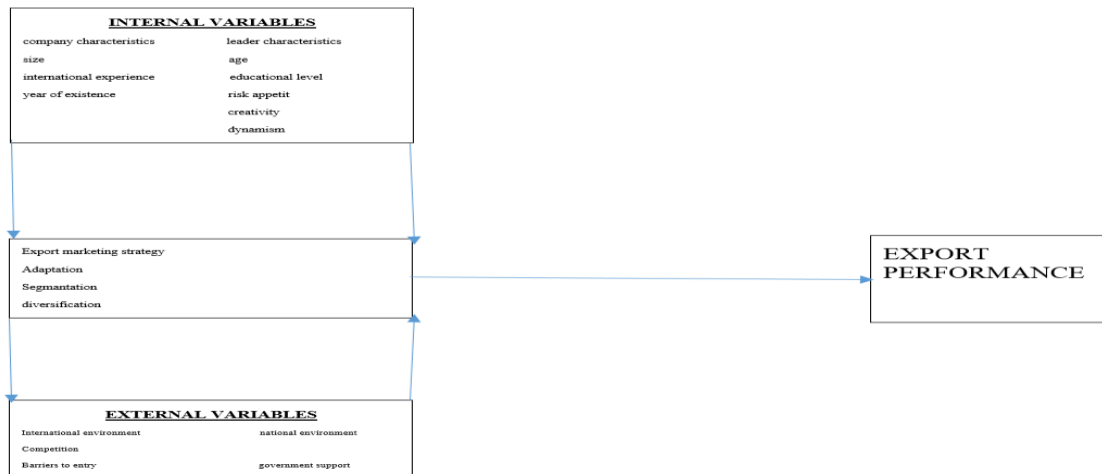 INTERNAL VARIABLES
company characteristics leader characteristics
size age
international experience educational level
year of existence risk appetit
creativity
dynamism
Export marketing strategy
Adaptation
Segmantation
diversification
EXPORT
PERFORMANCE
EXTERNAL VARIABLES
International environment national environment
Competition
Barriers to entry government support